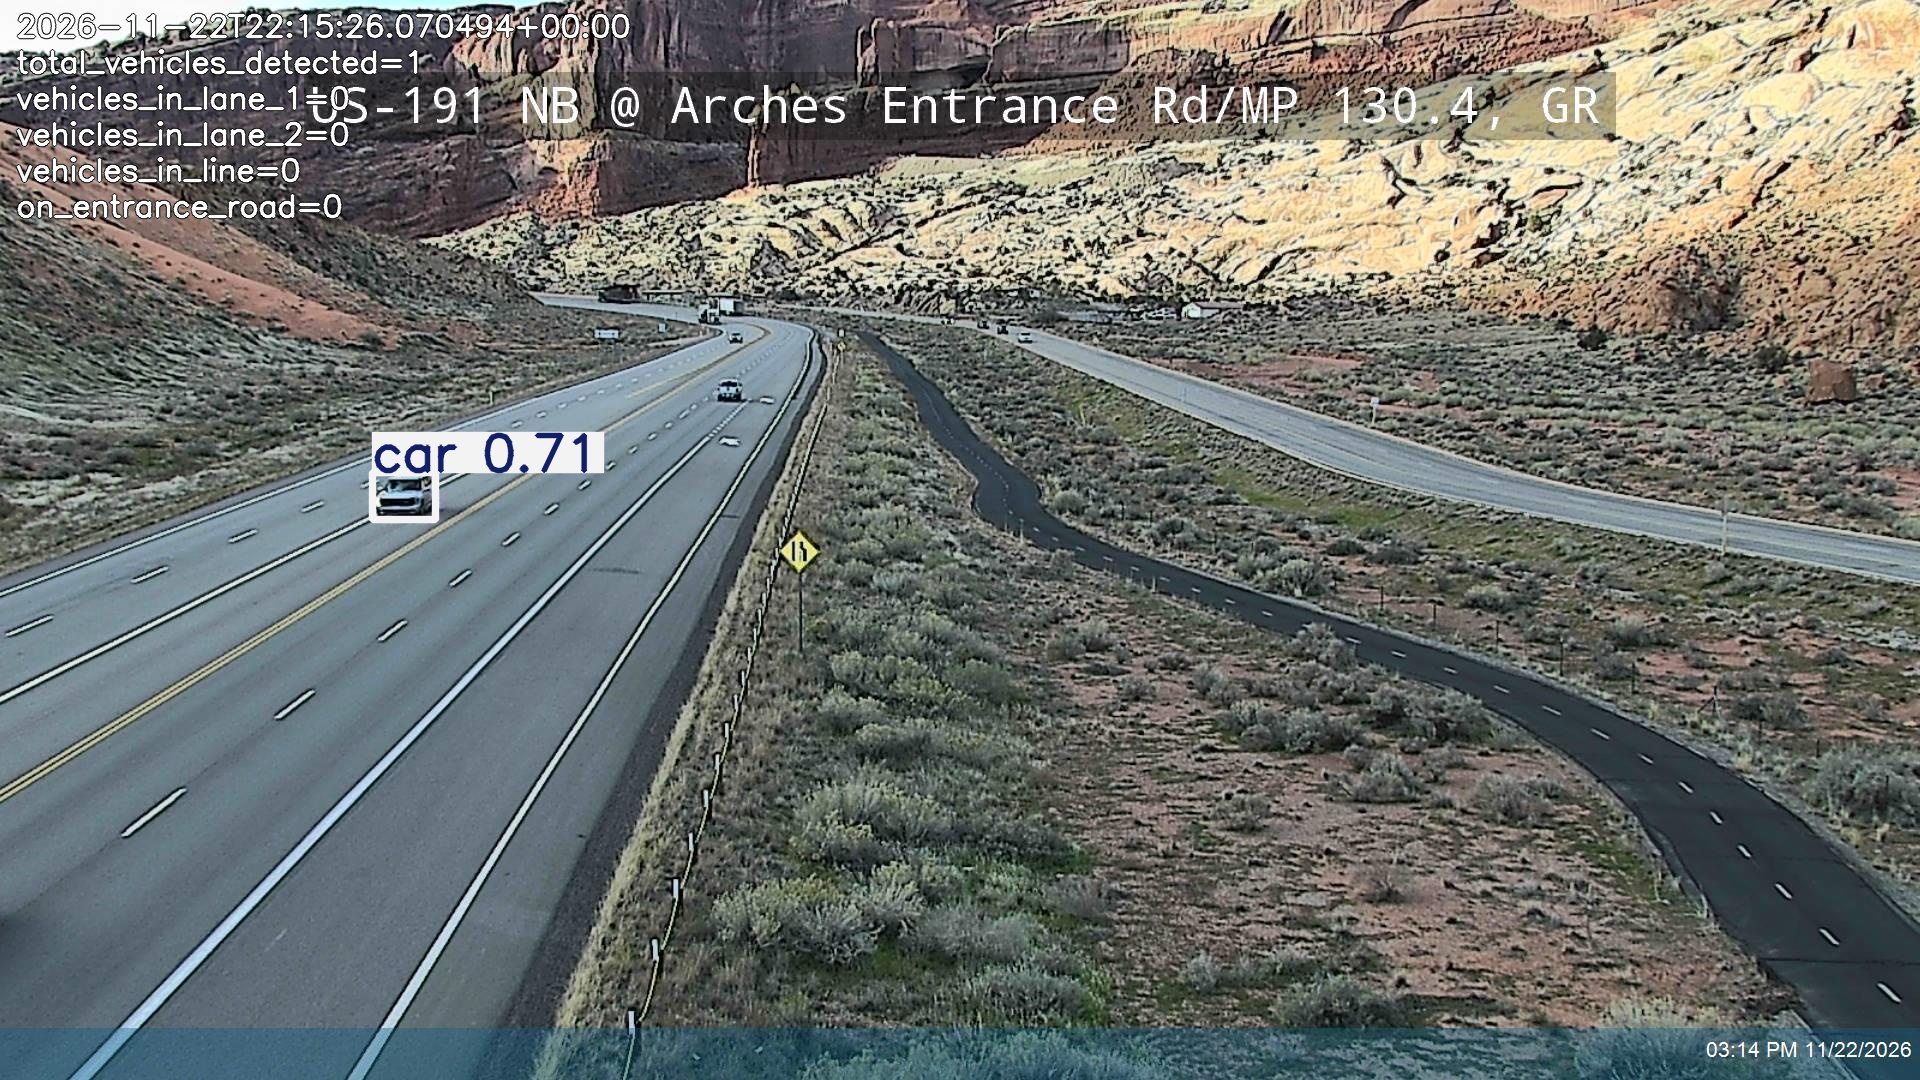 2026-11-22T22:15:26.070494+00:00
total_vehicles_detected=1
vehicles_in_lane_1=0
US-191 NB @ Arches Entrance Rd/MP 130.4, GR
vehicles_in_lane_2=0
vehicles_in_line=0
on_entrance_road=0
car 0.71
03:14 PM 11/22/2026